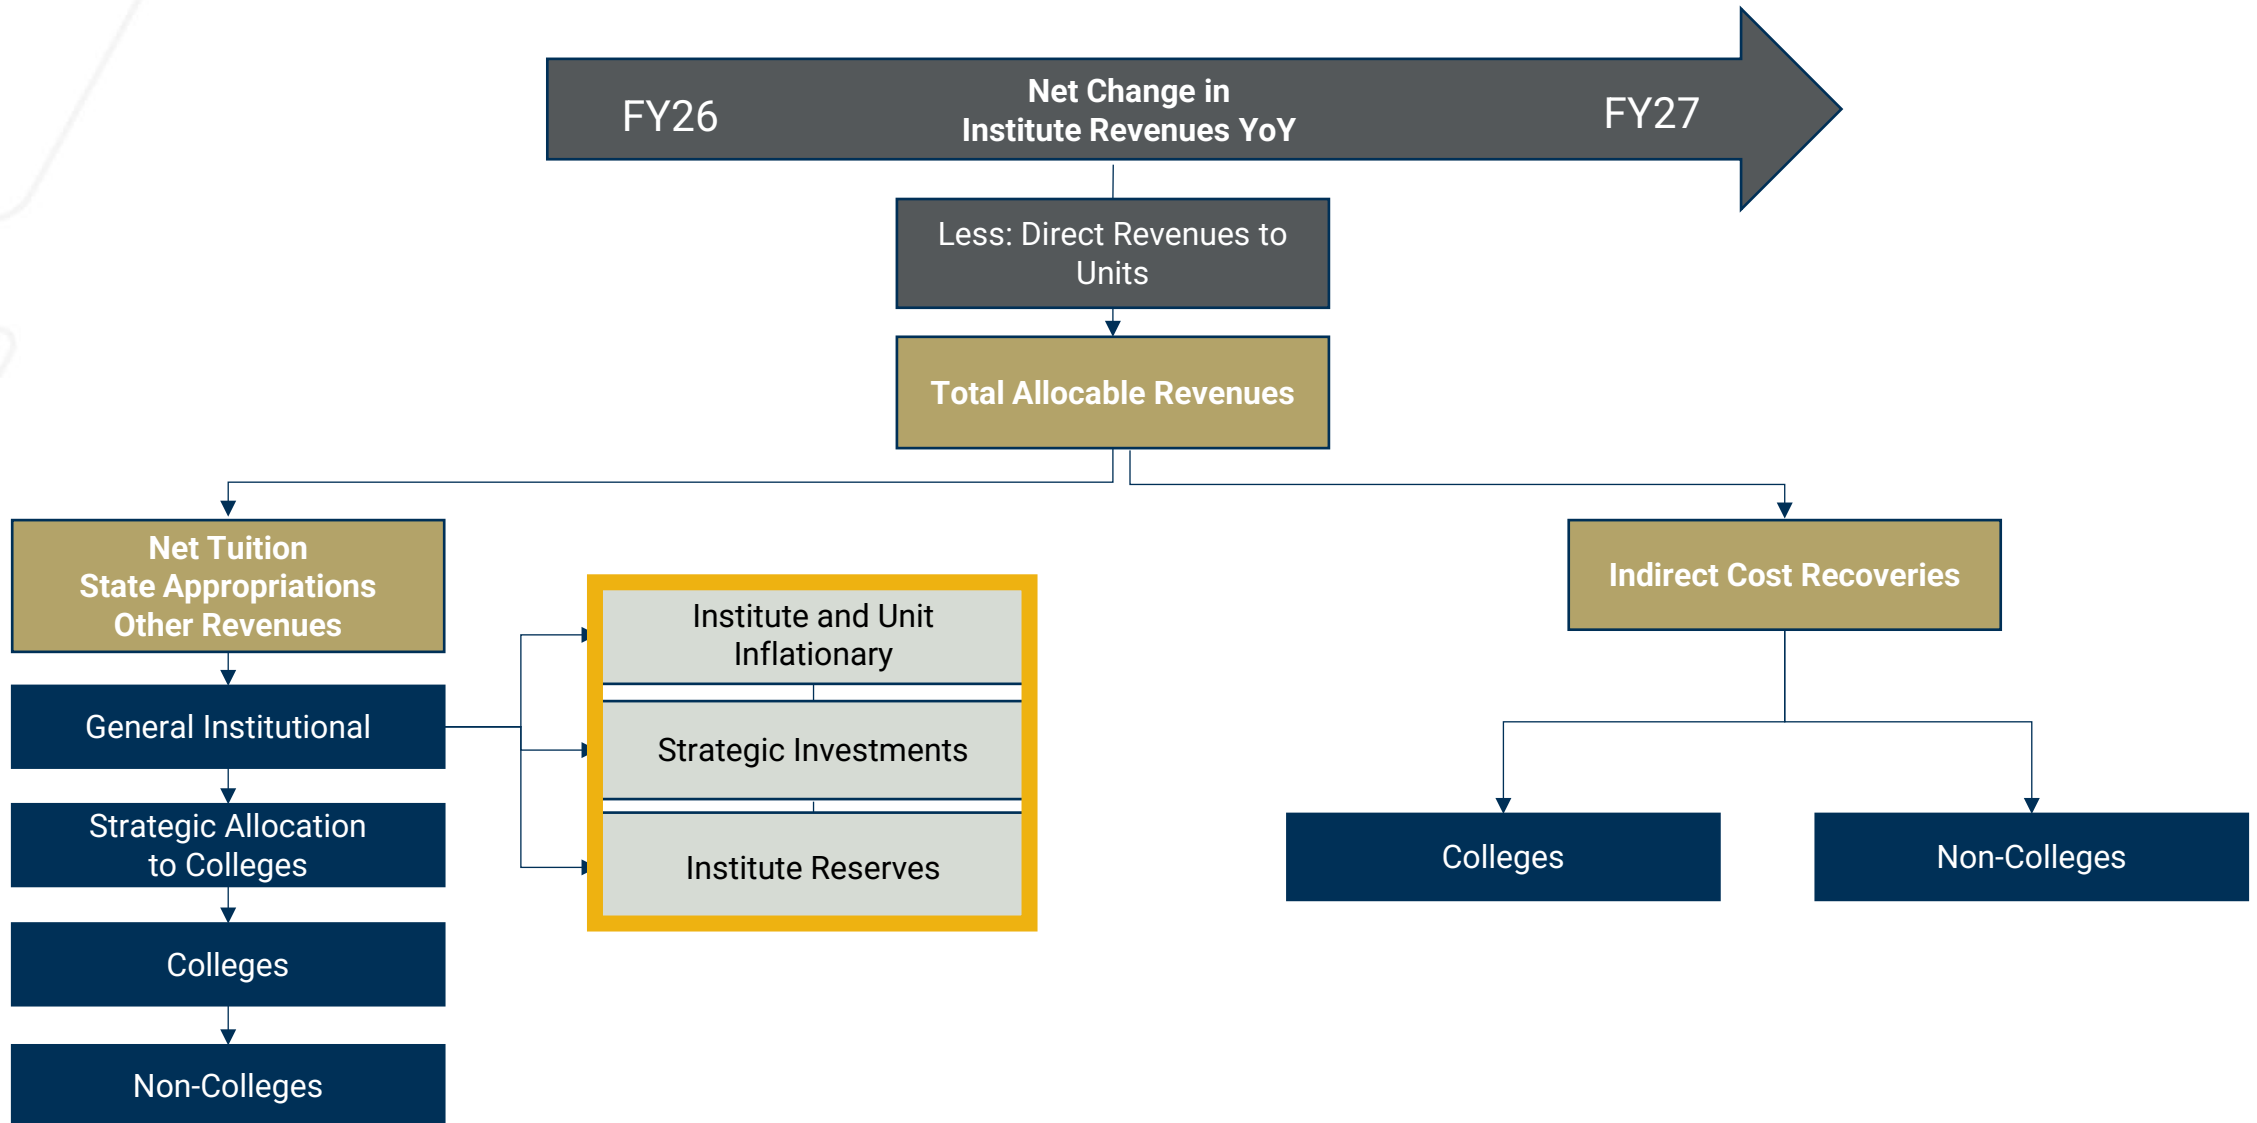 FY26
Net Change in
Institute Revenues YoY
FY27
Less: Direct Revenues to
Units
Total Allocable Revenues
Net Tuition
State Appropriations
Other Revenues
Indirect Cost Recoveries
Institute and Unit
Inflationary
General Institutional
Strategic Investments
Strategic Allocation
to Colleges
Institute Reserves
Colleges
Non-Colleges
Colleges
Non-Colleges